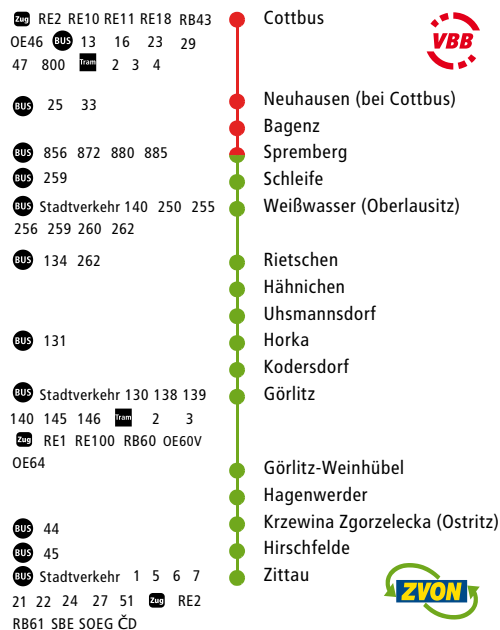 Zug RE2 RE10 RE11 RE18 RB43 Cottbus
OE46 BUS 13 16 23 29
VBB
47 800 Tram 2 3 4
BUS 25 33 Neuhausen (bei Cottbus)
Bagenz
BUS 856 872 880 885 Spremberg
BUS 259 Schleife
BUS Stadtverkehr 140 250 255 Weißwasser (Oberlausitz)
256 259 260 262
BUS 134 262 Rietschen
Hähnichen
Uhsmannsdorf
BUS 131 Horka
Kodersdorf
BUS Stadtverkehr 130 138 139 Görlitz
140 145 146 Tram 2 3
Zug RE1 RE100 RB60 OE60V
OE64
Görlitz-Weinhübel
Hagenwerder
BUS 44 Krzewina Zgorzelecka (Ostritz)
BUS 45 Hirschfelde
BUS Stadtverkehr 1 5 6 7 Zittau
ZVON
21 22 24 27 51 Zug RE2
RB61 SBE SOEG ČD